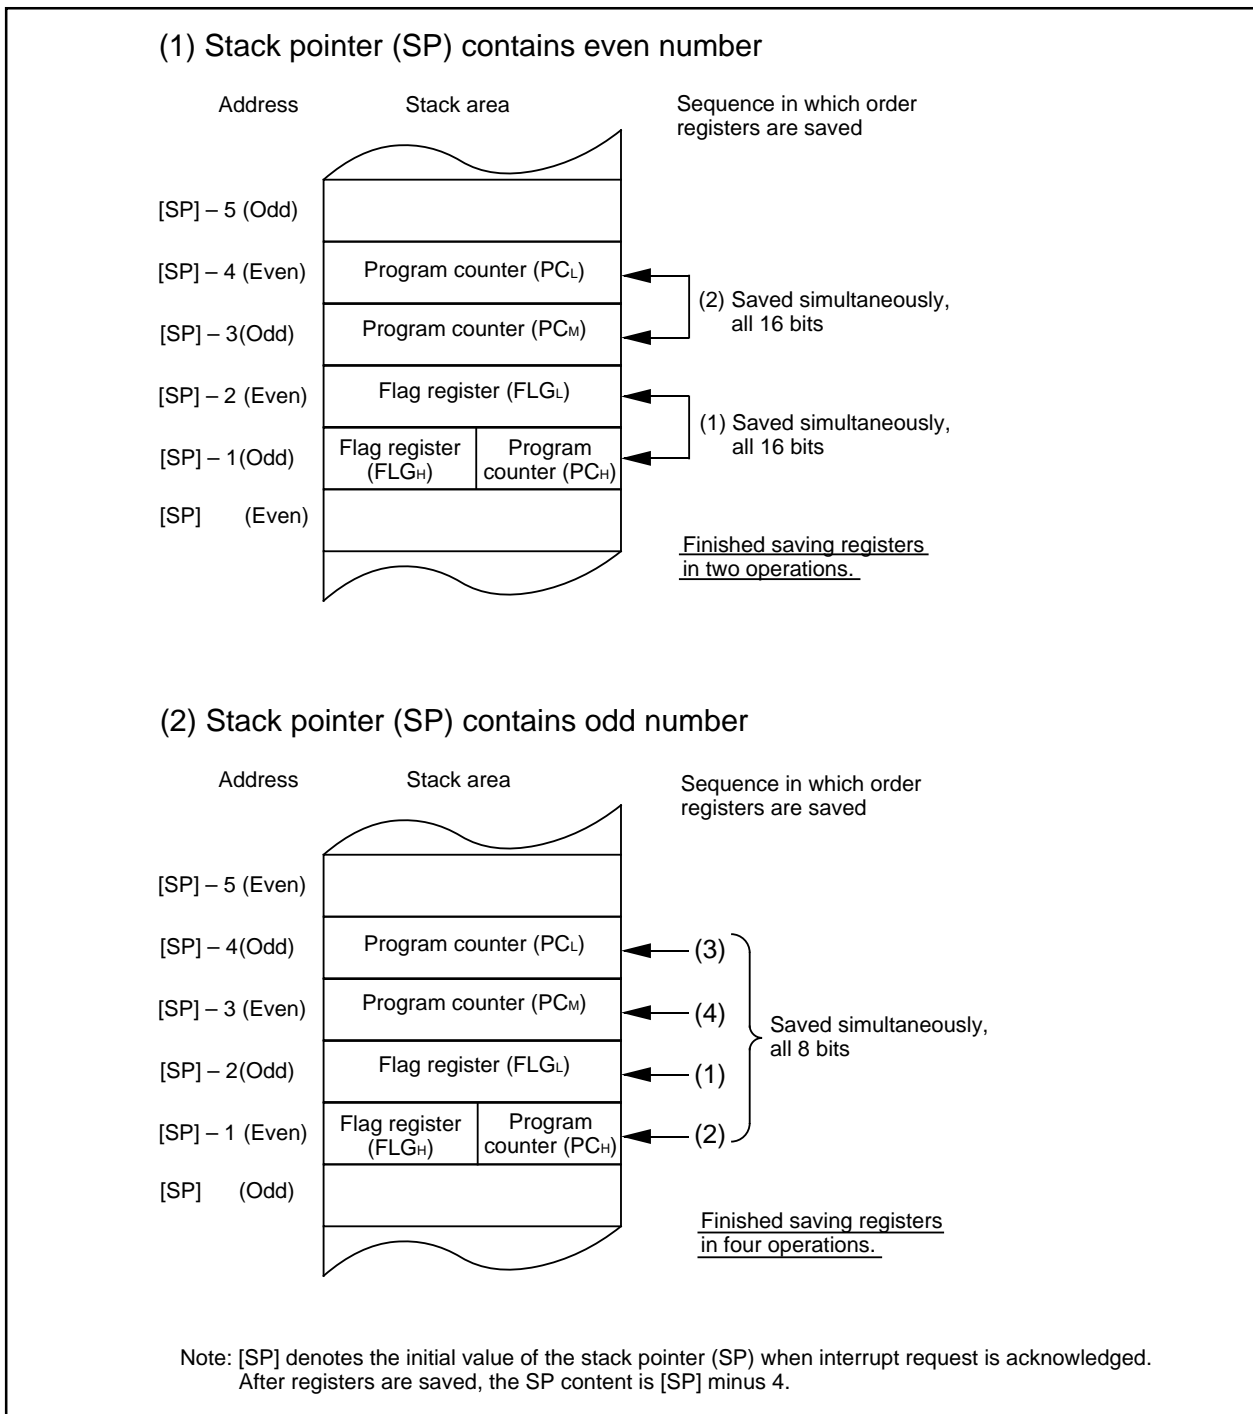 (1) Stack pointer (SP) contains even number
Address
Stack area
Sequence in which order
registers are saved
[SP] – 5 (Odd)
[SP] – 4 (Even)
Program counter (PCL)
[SP] – 3(Odd)
Program counter (PCM)
(2) Saved simultaneously,
all 16 bits
[SP] – 2 (Even)
Flag register (FLGL)
[SP] – 1(Odd)
Flag register
(FLGH)
Program
counter (PCH)
(1) Saved simultaneously,
all 16 bits
[SP] (Even)
Finished saving registers
in two operations.
(2) Stack pointer (SP) contains odd number
Address
Stack area
Sequence in which order
registers are saved
[SP] – 5 (Even)
[SP] – 4(Odd)
Program counter (PCL)
(3)
[SP] – 3 (Even)
Program counter (PCM)
(4)
Saved simultaneously,
all 8 bits
[SP] – 2(Odd)
Flag register (FLGL)
(1)
[SP] – 1 (Even)
Flag register
(FLGH)
Program
counter (PCH)
(2)
[SP] (Odd)
Finished saving registers
in four operations.
Note: [SP] denotes the initial value of the stack pointer (SP) when interrupt request is acknowledged.
After registers are saved, the SP content is [SP] minus 4.